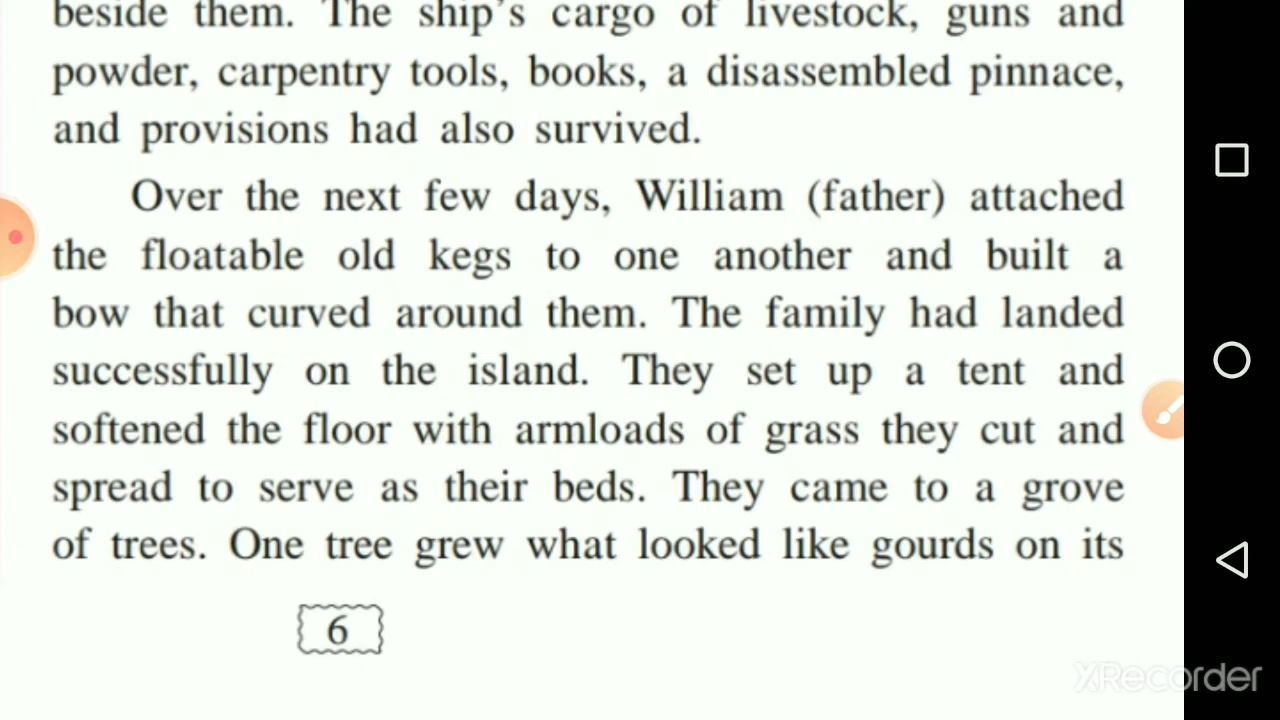 beside them. The ship's cargo of livestock, guns and
powder, carpentry tools, books, a disassembled pinnace,
and provisions had also survived.
Over the next few days, William (father) attached
the floatable old kegs to one another and built a
bow that curved around them. The family had landed
successfully on the island. They set up a tent and
softened the floor with armloads of grass they cut and
spread to serve as their beds. They came to a grove
of trees. One tree grew what looked like gourds on its
6
XRecorder